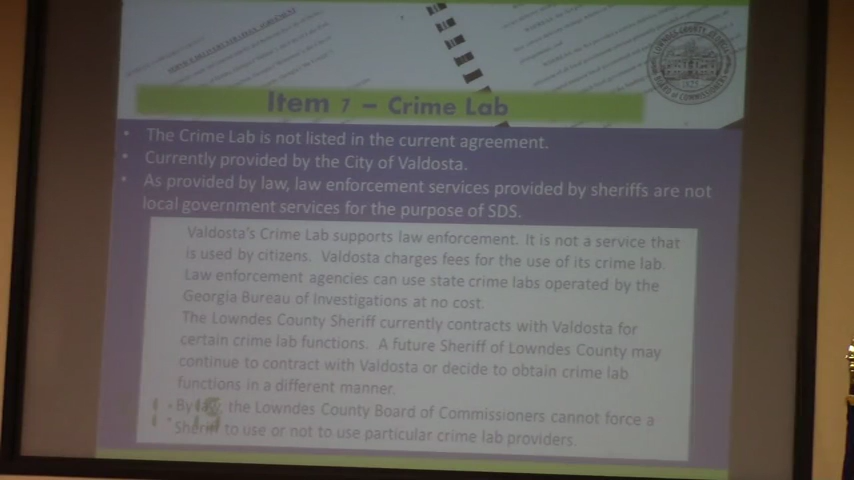 Item 7 – Crime Lab
• The Crime Lab is not listed in the current agreement.
• Currently provided by the City of Valdosta.
• As provided by law, law enforcement services provided by sheriffs are not
local government services for the purpose of SDS.
Valdosta's Crime Lab supports law enforcement. It is not a service that
is used by citizens. Valdosta charges fees for the use of its crime lab.
Law enforcement agencies can use state crime labs operated by the
Georgia Bureau of Investigations at no cost.
The Lowndes County Sheriff currently contracts with Valdosta for
certain crime lab functions. A future Sheriff of Lowndes County may
continue to contract with Valdosta or decide to obtain crime lab
functions in a different manner.
By law, the Lowndes County Board of Commissioners cannot force a
Sheriff to use or not to use particular crime lab providers.